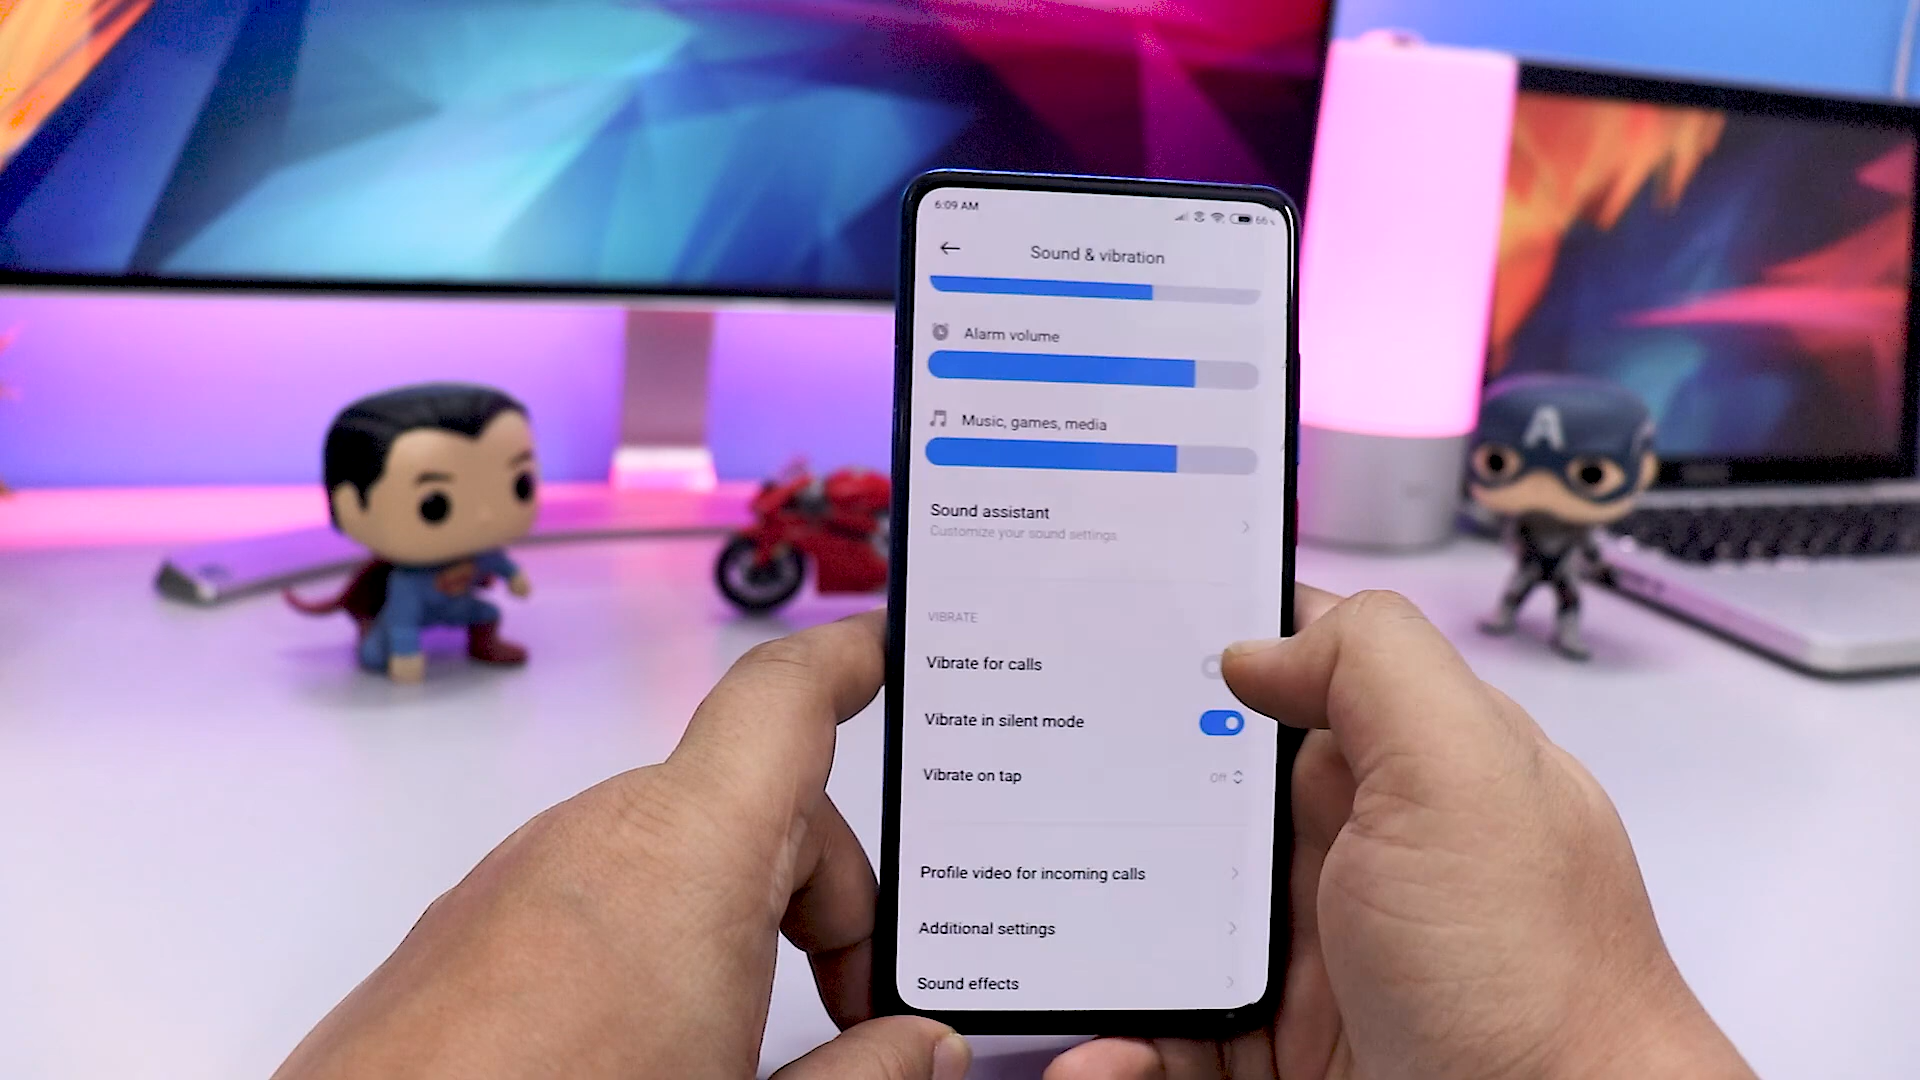 6:09 AM
66
Sound & vibration
Alarm volume
Music, games, media
Sound assistant
Customize your sound settings
VIBRATE
Vibrate for calls
Vibrate in silent mode
Vibrate on tap
Off
Profile video for incoming calls
Additional settings
Sound effects
A